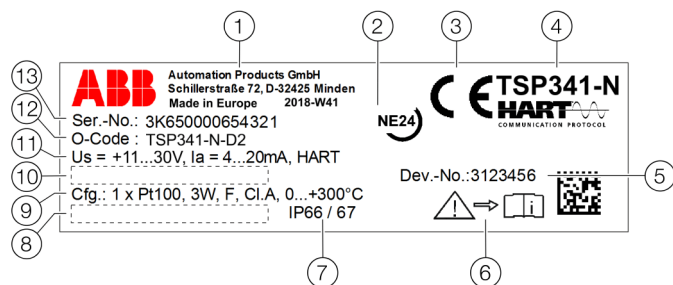 1
2
3
4
13
12
11
10
9
8
ABB
Automation Products GmbH
Schillerstraße 72, D-32425 Minden
Made in Europe 2018-W41
NE24
CE
TSP341-N
HART
COMMUNICATION PROTOCOL
Ser.-No.: 3K650000654321
O-Code : TSP341-N-D2
Us = +11...30V, Ia = 4...20mA, HART
Dev.-No.:3123456
5
Cfg.: 1 x Pt100, 3W, F, Cl.A, 0...+300°C
IP66 / 67
i
7
6